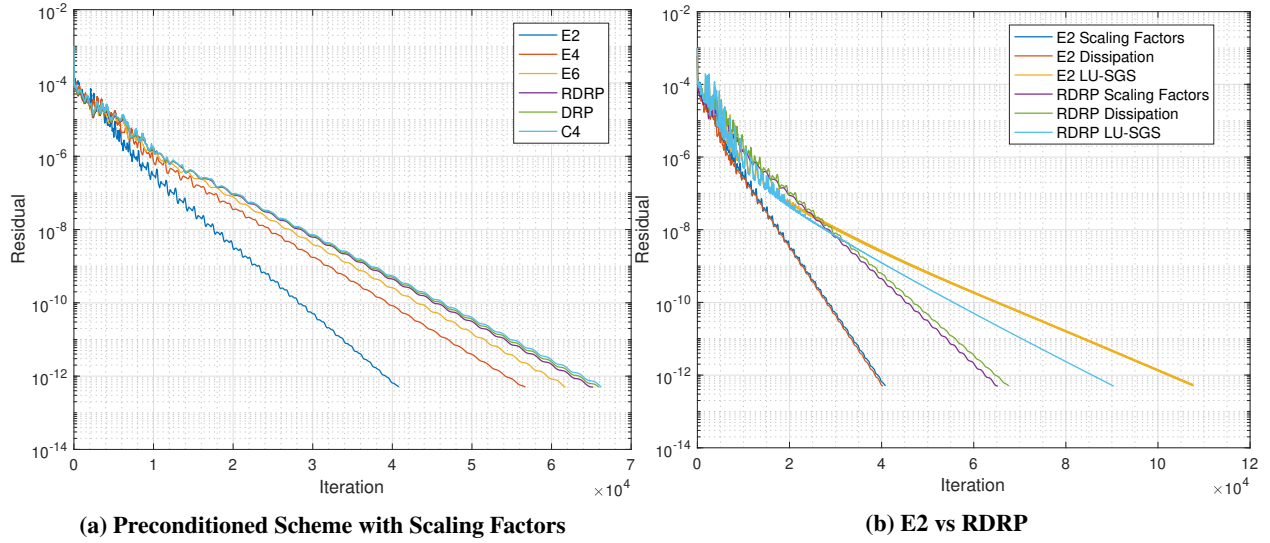 10^-2
10^-4
10^-6
10^-8
10^-10
10^-12
10^-14
Residual
0 1 2 3 4 5 6 7
×10^4
Iteration
E2
E4
E6
RDRP
DRP
C4
(a) Preconditioned Scheme with Scaling Factors
10^-2
10^-4
10^-6
10^-8
10^-10
10^-12
10^-14
Residual
0 2 4 6 8 10 12
×10^4
Iteration
E2 Scaling Factors
E2 Dissipation
E2 LU-SGS
RDRP Scaling Factors
RDRP Dissipation
RDRP LU-SGS
(b) E2 vs RDRP